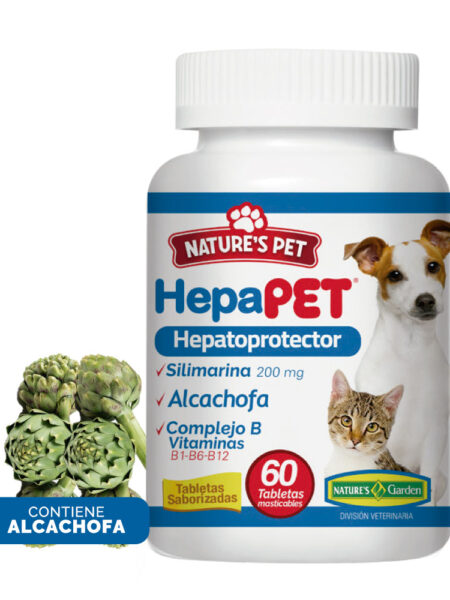 NATURE'S PET
HepaPET®
Hepatoprotector
✓Silimarina 200 mg
✓Alcachofa
✓Complejo B
Vitaminas
B1-B6-B12
Tabletas
Saborizadas
60
Tabletas
masticables
NATURE'S Garden
DIVISIÓN VETERINARIA
CONTIENE
ALCACHOFA